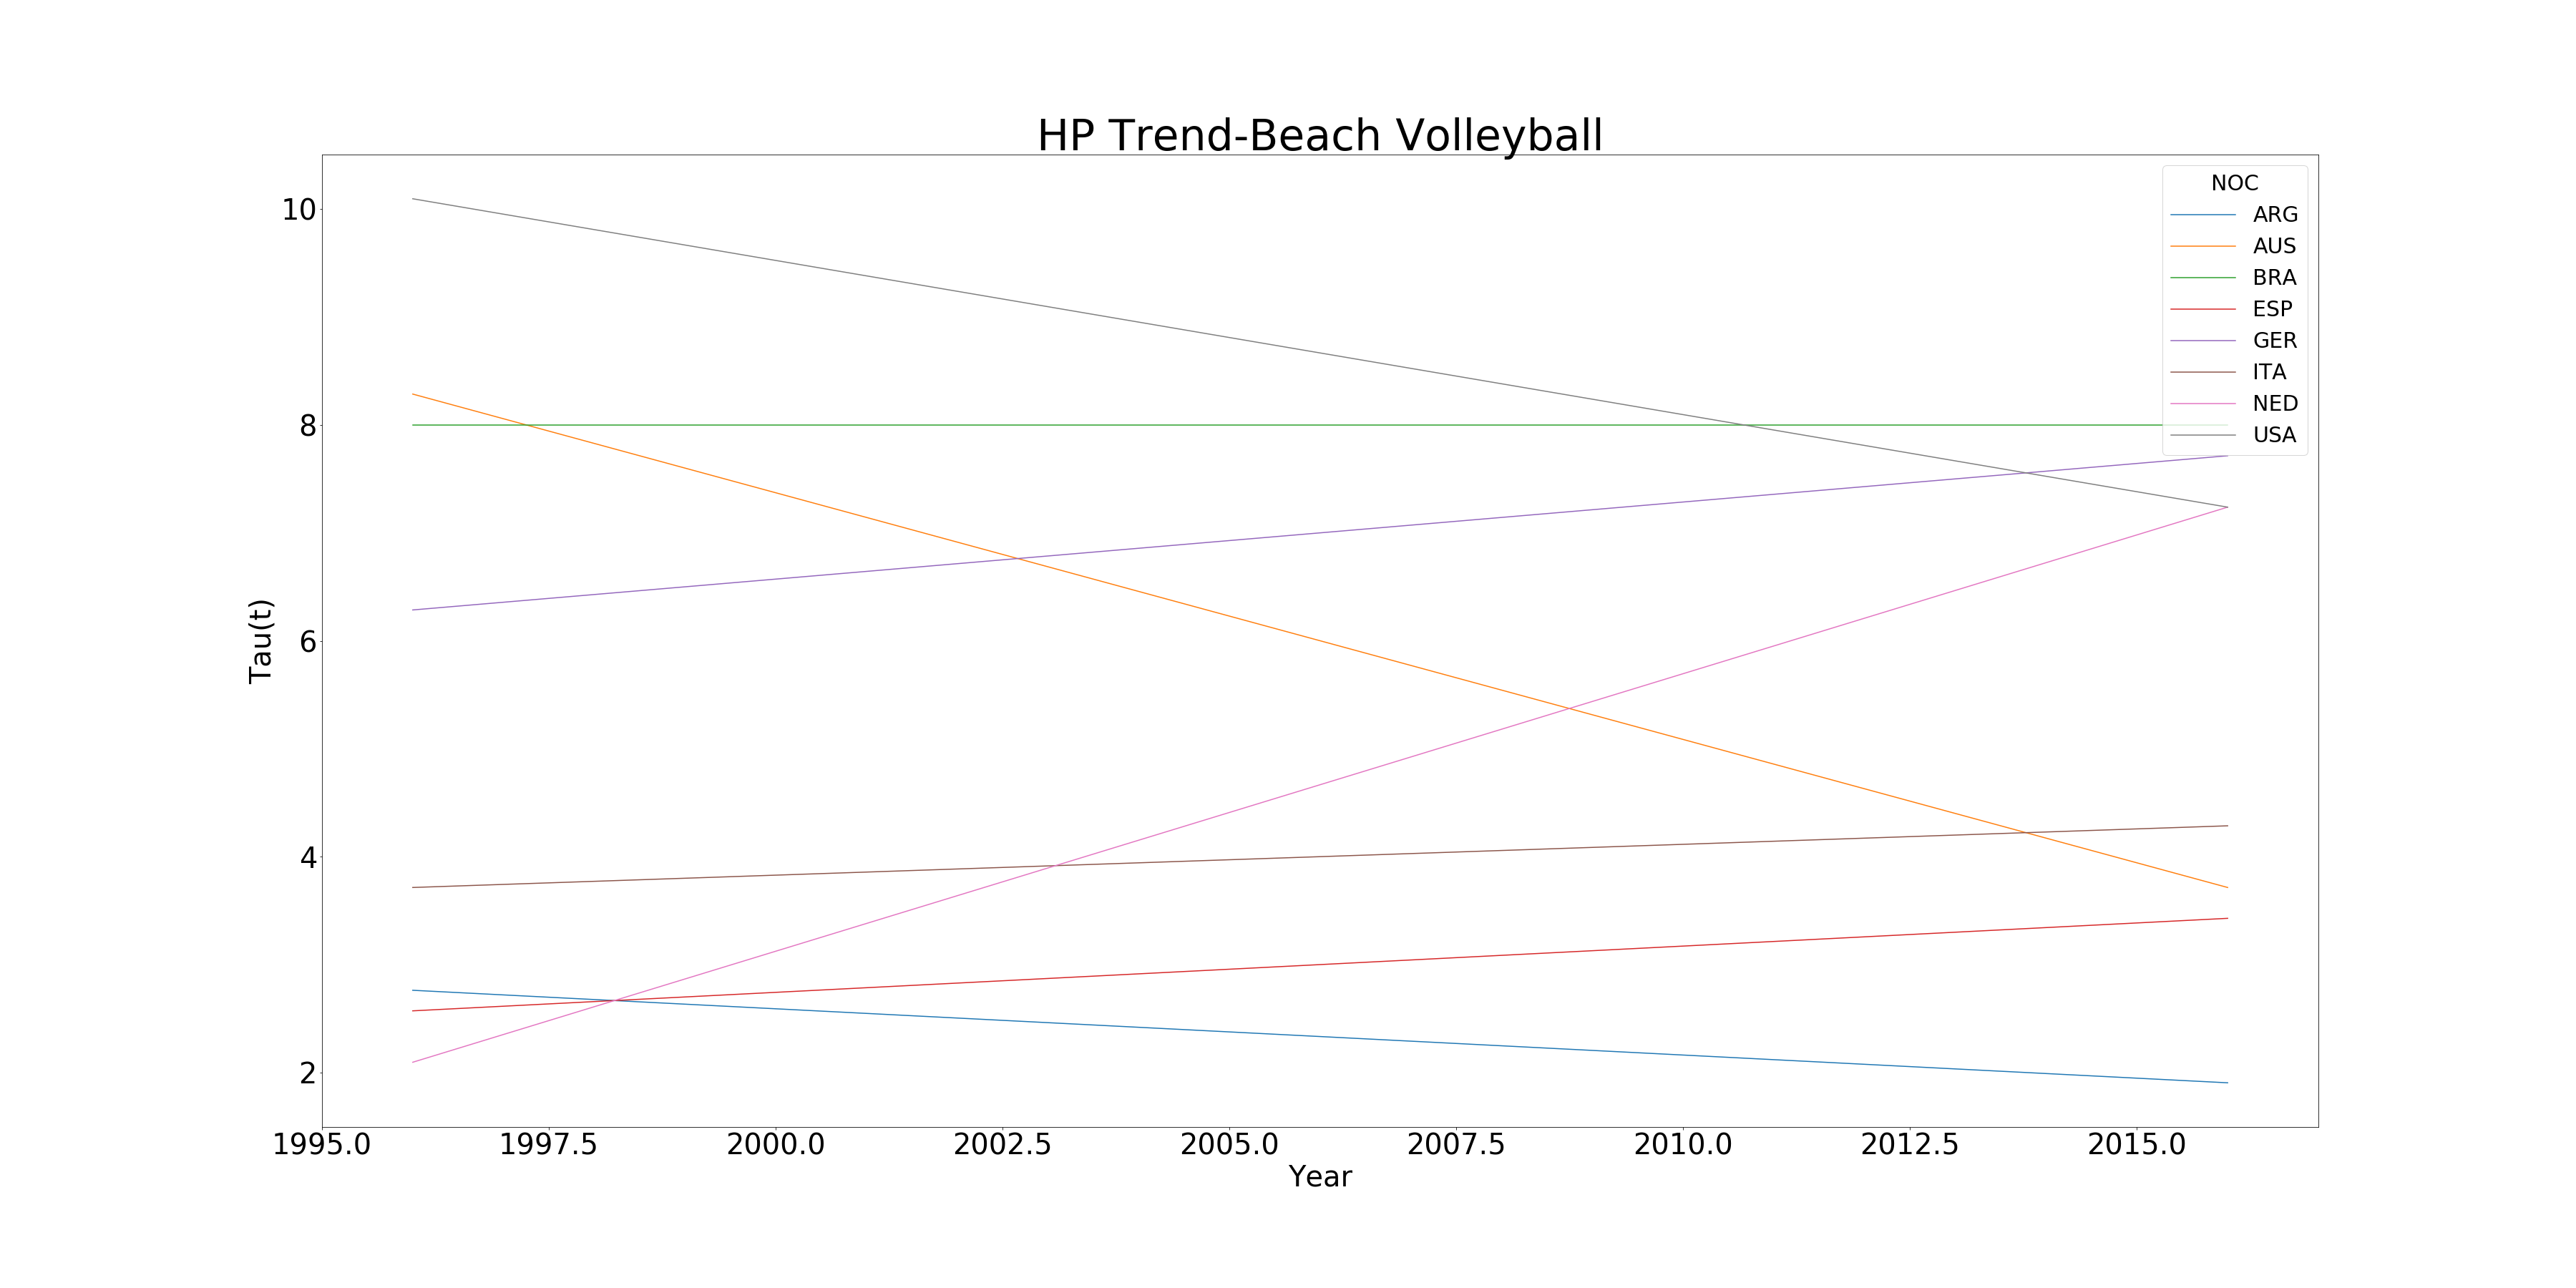 HP Trend-Beach Volleyball
NOC
ARG
AUS
BRA
ESP
GER
ITA
NED
USA
10
8
6
4
2
Tau(t)
1995.0 1997.5 2000.0 2002.5 2005.0 2007.5 2010.0 2012.5 2015.0
Year